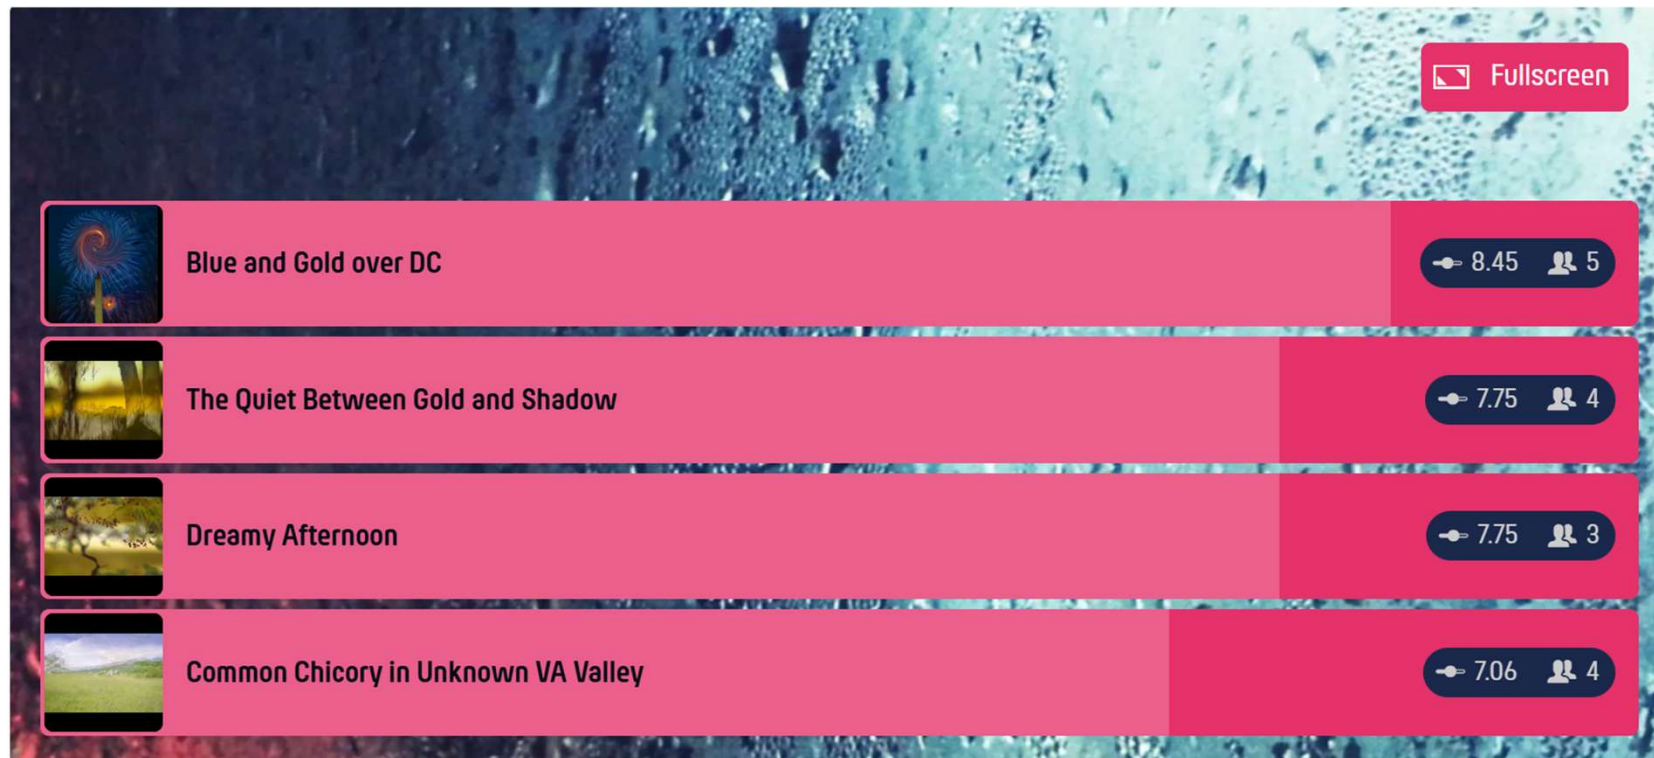 Fullscreen
Blue and Gold over DC 8.45 5
The Quiet Between Gold and Shadow 7.75 4
Dreamy Afternoon 7.75 3
Common Chicory in Unknown VA Valley 7.06 4